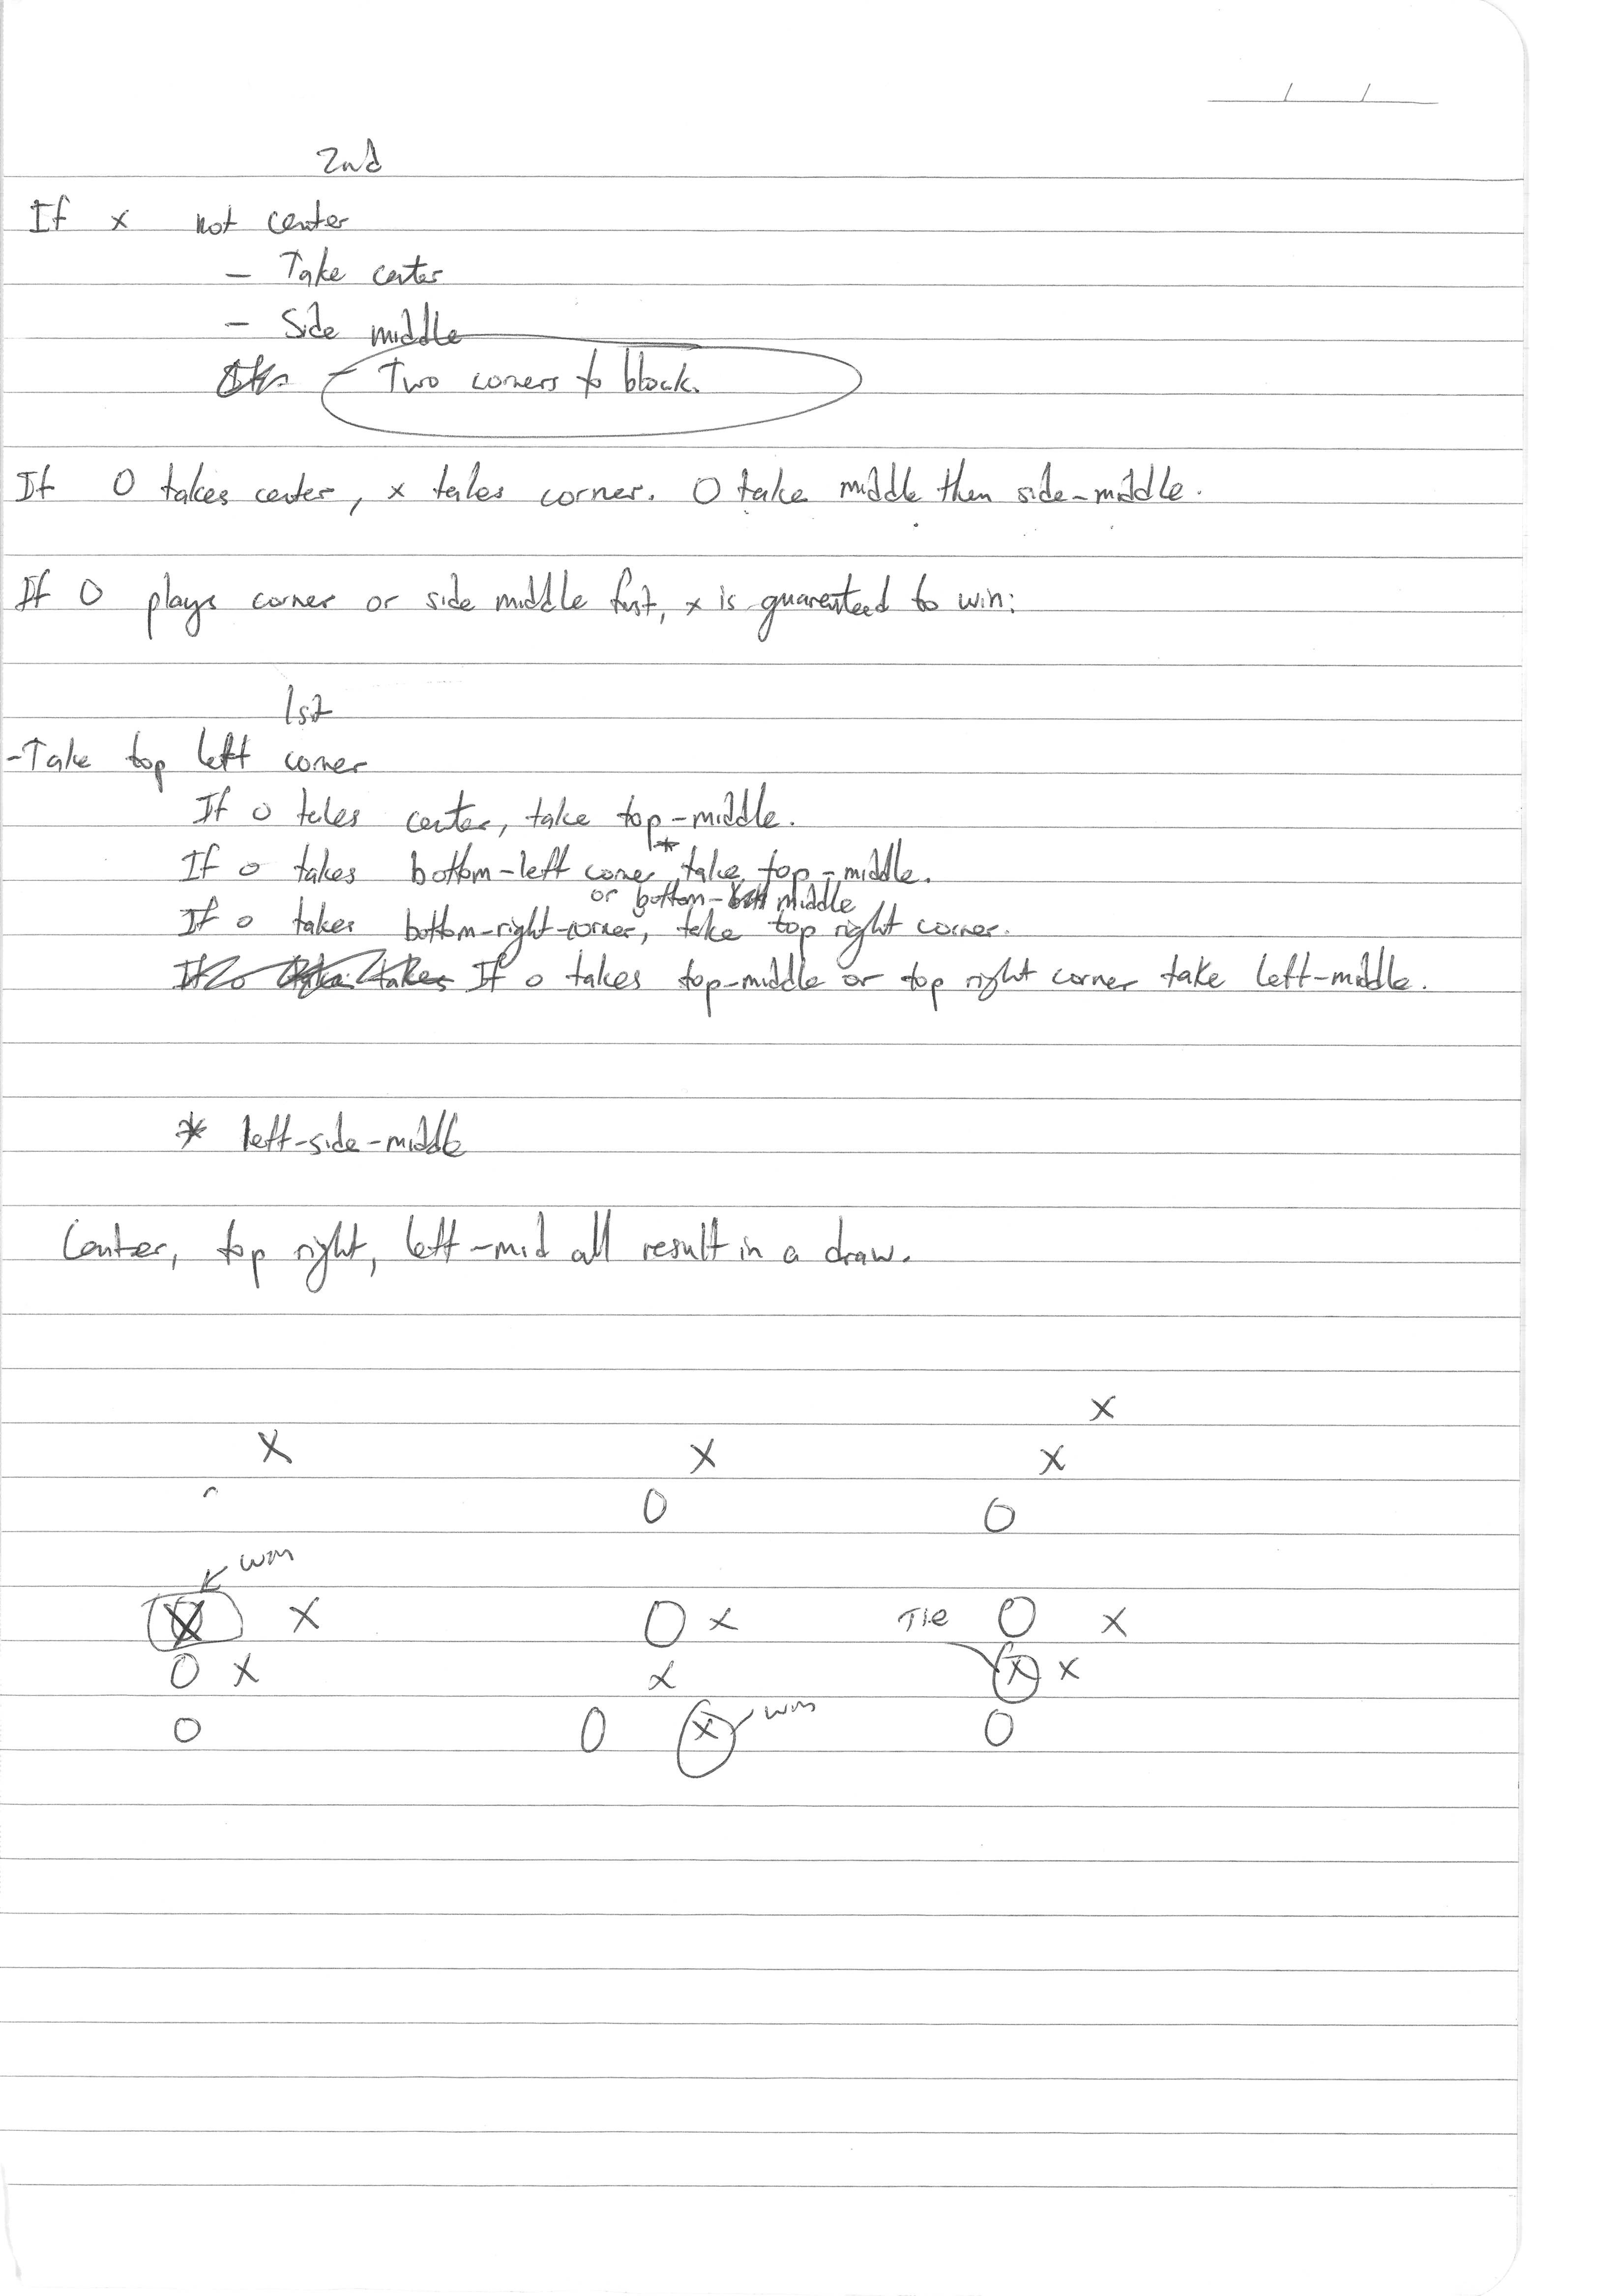 / /
2nd
If x not center
- Take center
- Side middle
- Two corners to block.
If O takes center, x takes corner. O take middle then side-middle.
If O plays corner or side middle first, x is guarenteed to win:
1st
-Take top left corner
If o takes center, take top-middle.
If o takes bottom-left corner,* take top-middle.
or bottom- middle
If o takes bottom-right-corner, take top right corner.
If o takes top-middle or top right corner take left-middle.
* left-side-middle
Center, top right, left-mid all result in a draw.
x
X X x
O O
win
X X O x Tie O x
O x x x x
O O x win O